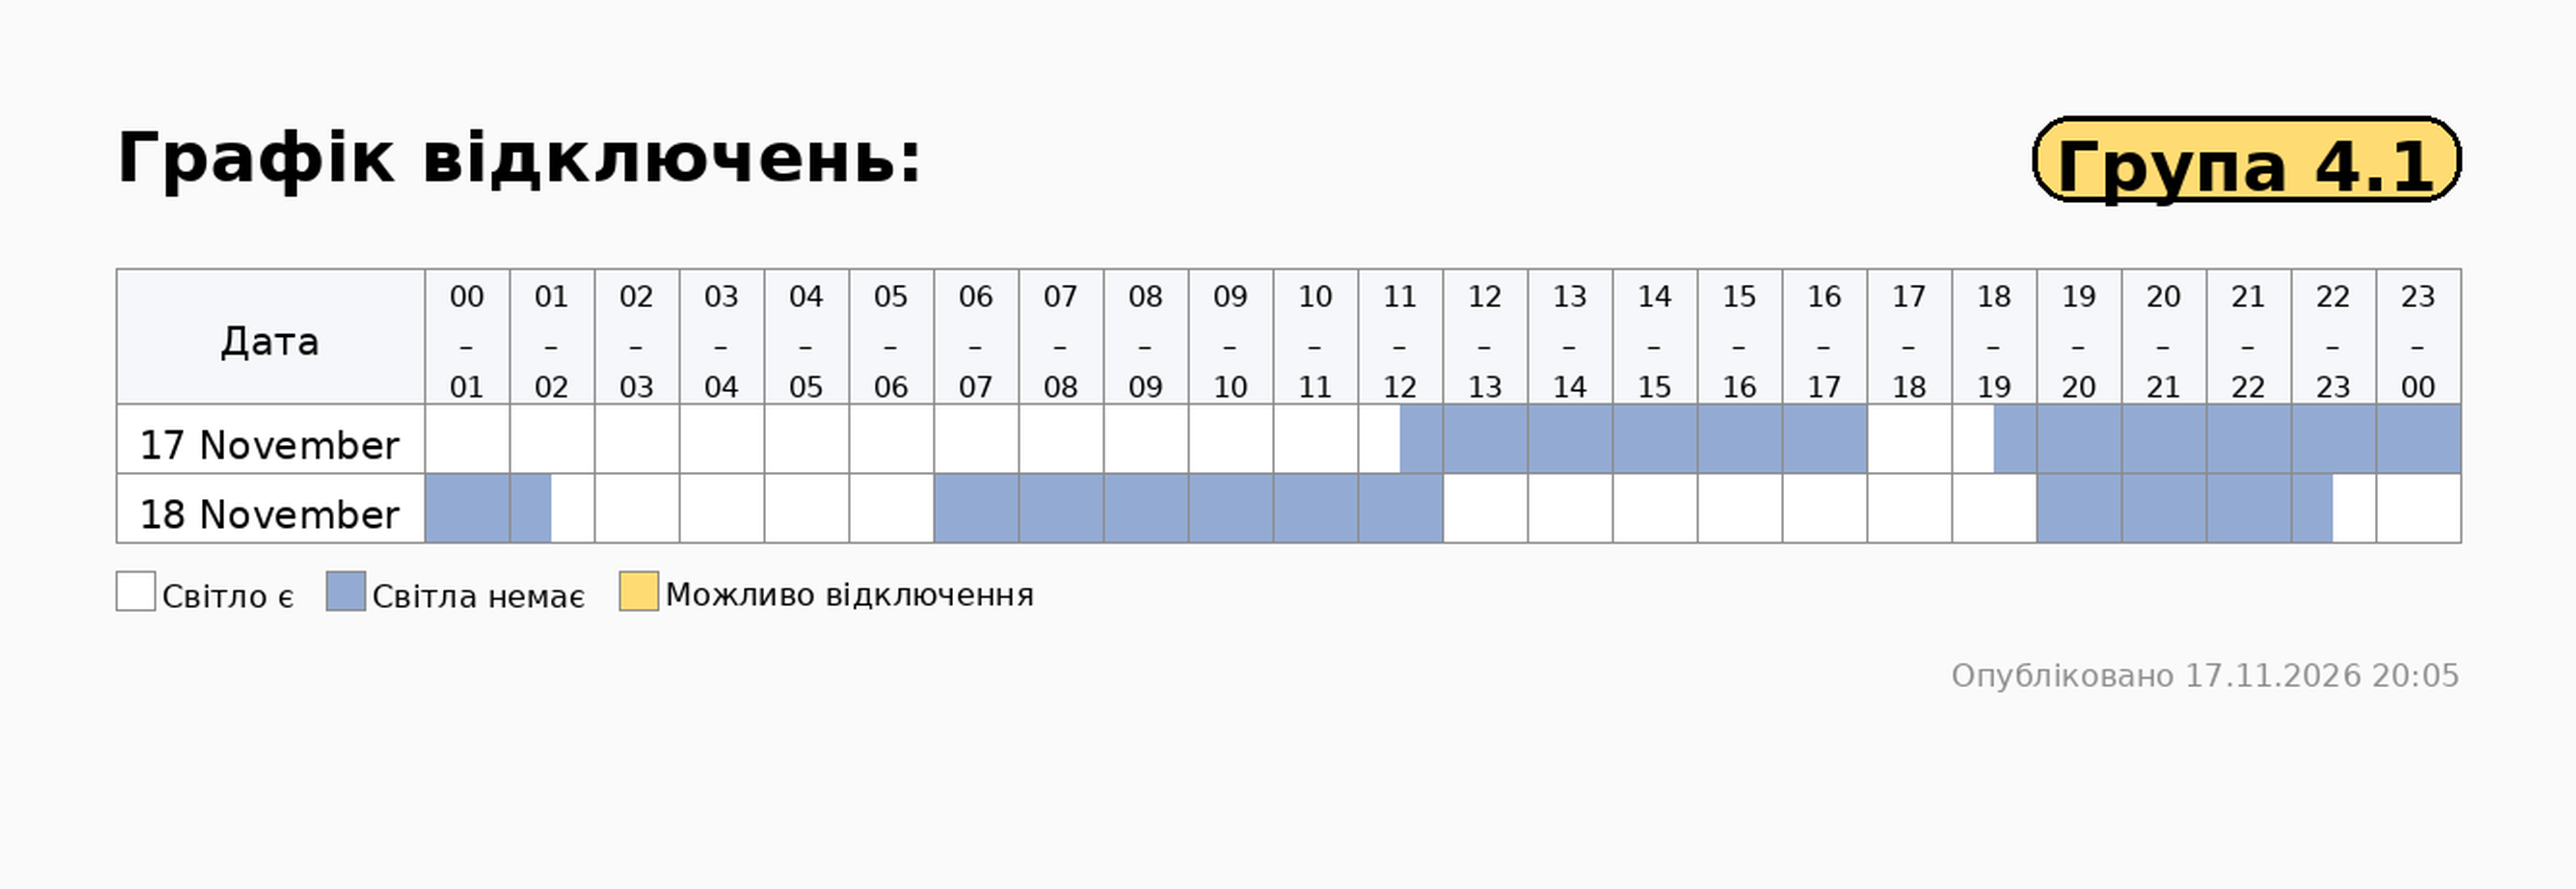 Графік відключень:
Група 4.1
Дата
00 – 01
01 – 02
02 – 03
03 – 04
04 – 05
05 – 06
06 – 07
07 – 08
08 – 09
09 – 10
10 – 11
11 – 12
12 – 13
13 – 14
14 – 15
15 – 16
16 – 17
17 – 18
18 – 19
19 – 20
20 – 21
21 – 22
22 – 23
23 – 00
17 November
18 November
Світло є
Світла немає
Можливо відключення
Опубліковано 17.11.2026 20:05